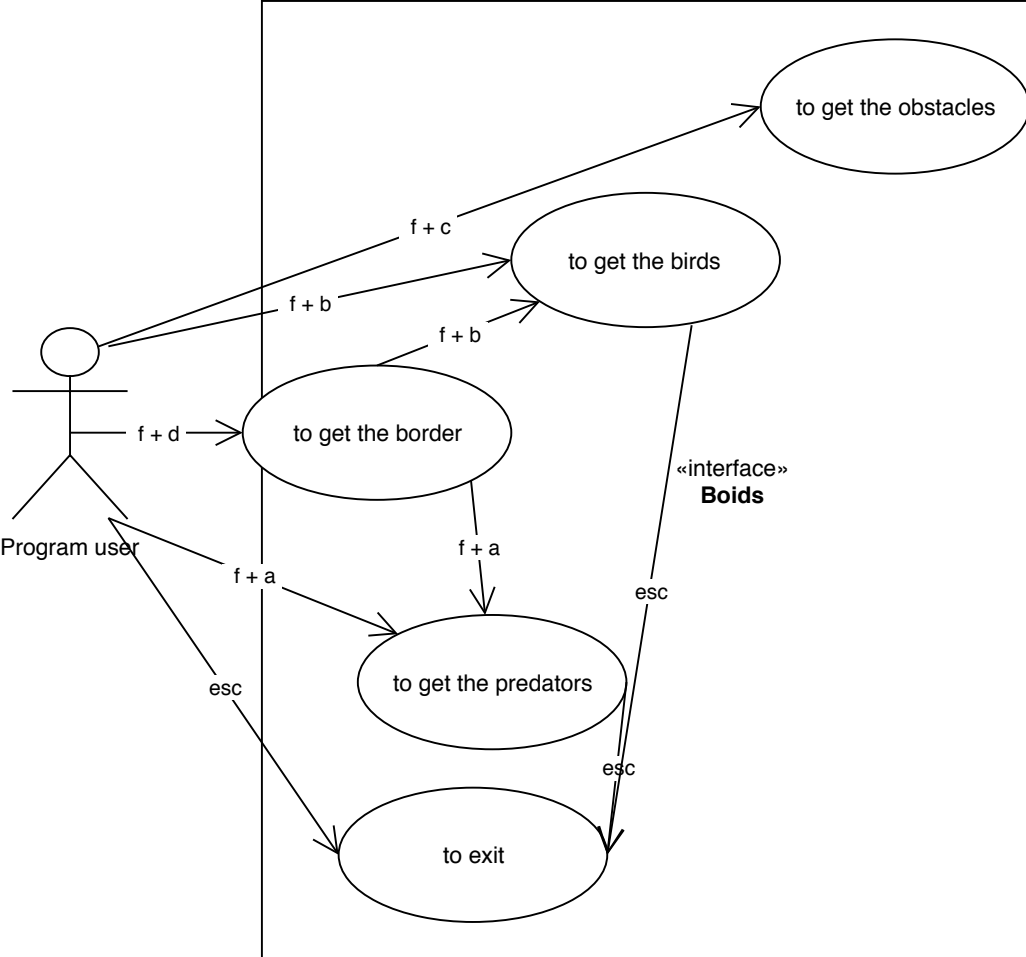 to get the obstacles
f + c
to get the birds
f + b
f + b
to get the border
f + d
«interface»
Boids
Program user
f + a
f + a
esc
to get the predators
esc
esc
to exit